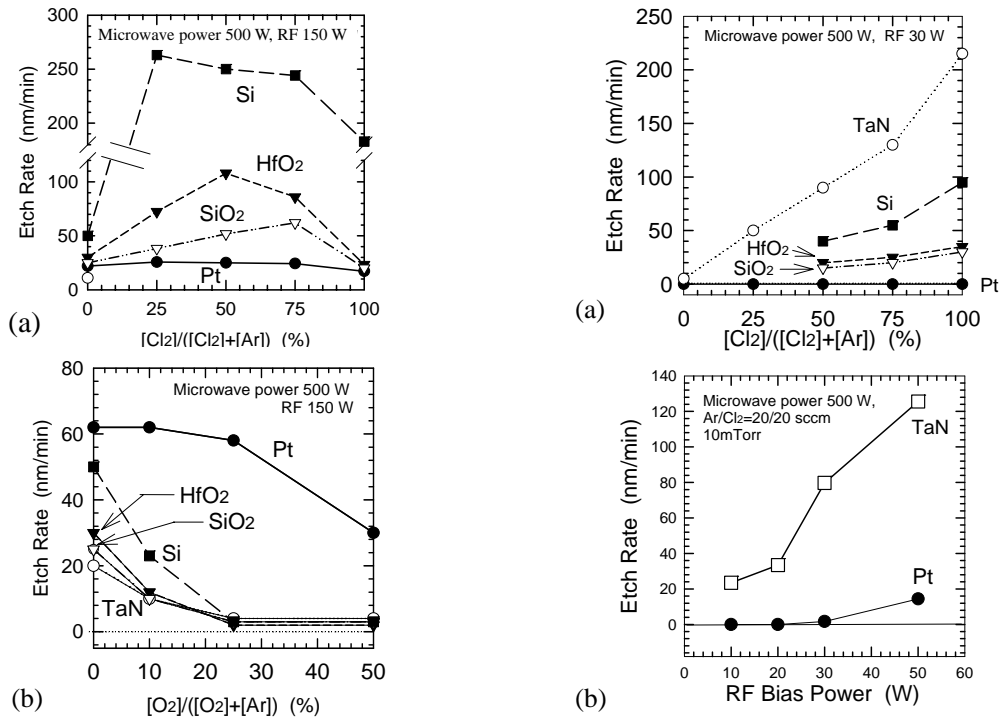 300
250
200
100
50
0
Etch Rate (nm/min)
Microwave power 500 W, RF 150 W
Si
HfO2
SiO2
Pt
0 25 50 75 100
[Cl2]/([Cl2]+[Ar]) (%)
(a)
80
60
40
20
0
Etch Rate (nm/min)
Microwave power 500 W
RF 150 W
Pt
HfO2
SiO2
Si
TaN
0 10 20 30 40 50
[O2]/([O2]+[Ar]) (%)
(b)
250
200
150
100
50
0
Etch Rate (nm/min)
Microwave power 500 W, RF 30 W
TaN
Si
HfO2
SiO2
Pt
0 25 50 75 100
[Cl2]/([Cl2]+[Ar]) (%)
(a)
140
120
100
80
60
40
20
0
Etch Rate (nm/min)
Microwave power 500 W,
Ar/Cl2=20/20 sccm
10mTorr
TaN
Pt
0 10 20 30 40 50 60
RF Bias Power (W)
(b)